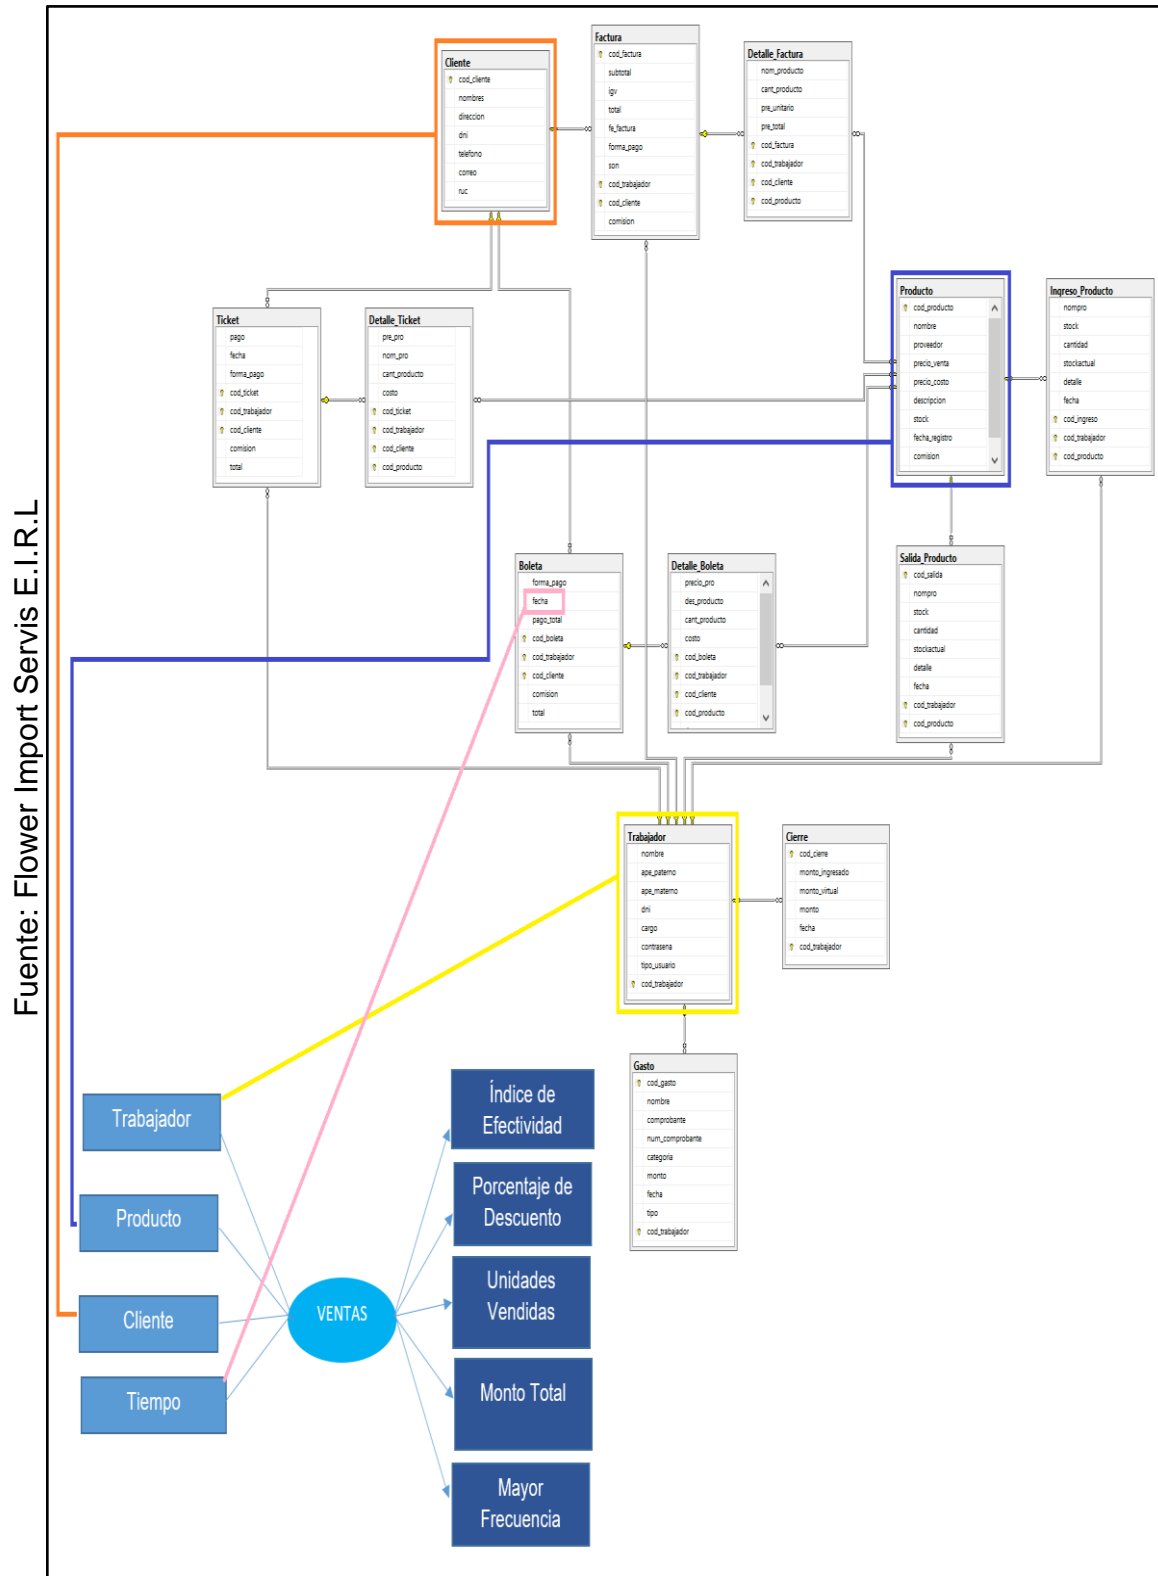 Fuente: Flower Import Servis E.I.R.L
Cliente
cod_cliente
nombres
direccion
dni
telefono
correo
ruc
Factura
cod_factura
subtotal
igv
total
fe_factura
forma_pago
son
cod_trabajador
cod_cliente
comision
Detalle_Factura
nom_producto
cant_producto
pre_unitario
pre_total
cod_factura
cod_trabajador
cod_cliente
cod_producto
Ticket
pago
fecha
forma_pago
cod_ticket
cod_trabajador
cod_cliente
comision
total
Detalle_Ticket
pre_pro
nom_pro
cant_producto
costo
cod_ticket
cod_trabajador
cod_cliente
cod_producto
Producto
cod_producto
nombre
proveedor
precio_venta
precio_costo
descripcion
stock
fecha_registro
comision
Ingreso_Producto
nompro
stock
cantidad
stockactual
detalle
fecha
cod_ingreso
cod_trabajador
cod_producto
Boleta
forma_pago
fecha
pago_total
cod_boleta
cod_trabajador
cod_cliente
comision
total
Detalle_Boleta
precio_pro
des_producto
cant_producto
costo
cod_boleta
cod_trabajador
cod_cliente
cod_producto
Salida_Producto
cod_salida
nompro
stock
cantidad
stockactual
detalle
fecha
cod_trabajador
cod_producto
Trabajador
nombre
ape_paterno
ape_materno
dni
cargo
contrasena
tipo_usuario
cod_trabajador
Cierre
cod_cierre
monto_ingresado
monto_virtual
monto
fecha
cod_trabajador
Gasto
cod_gasto
nombre
comprobante
num_comprobante
categoria
monto
fecha
tipo
cod_trabajador
Trabajador
Producto
Cliente
Tiempo
VENTAS
Índice de
Efectividad
Porcentaje de
Descuento
Unidades
Vendidas
Monto Total
Mayor
Frecuencia